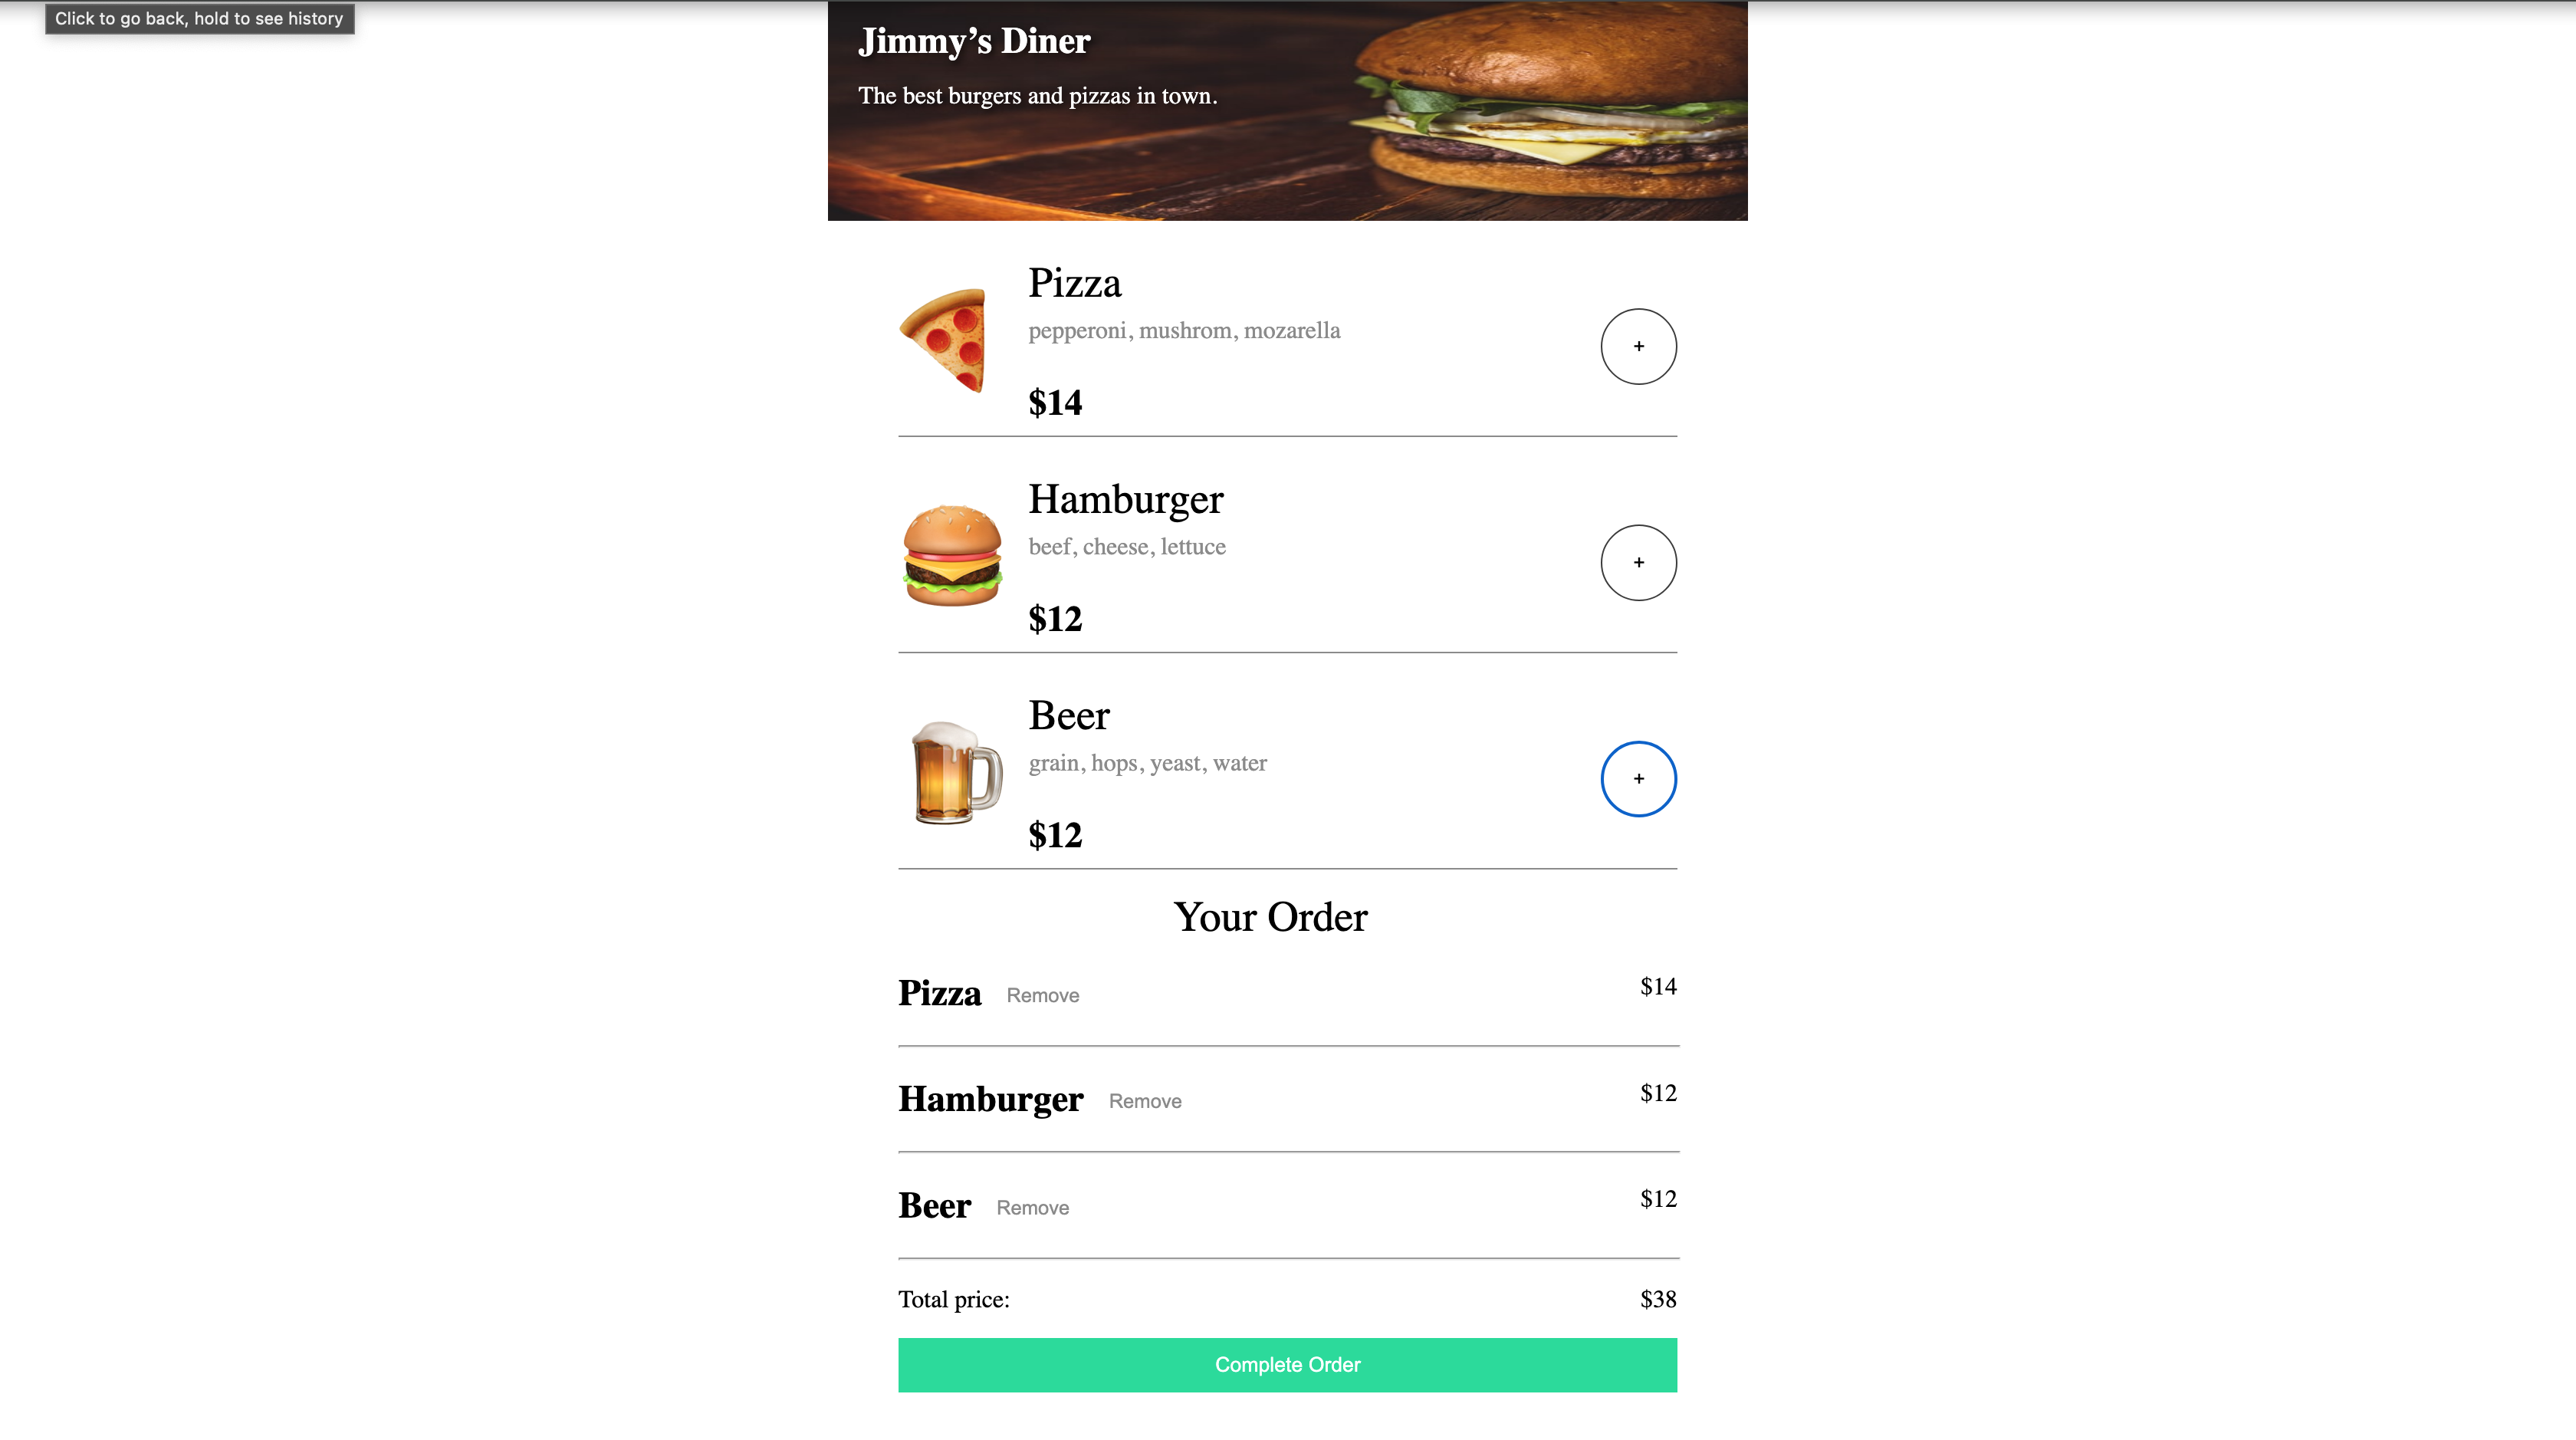 Click to go back, hold to see history
Jimmy’s Diner
The best burgers and pizzas in town.
Pizza
pepperoni, mushrom, mozarella
+
$14
Hamburger
beef, cheese, lettuce
+
$12
Beer
grain, hops, yeast, water
+
$12
Your Order
Pizza Remove $14
Hamburger Remove $12
Beer Remove $12
Total price: $38
Complete Order